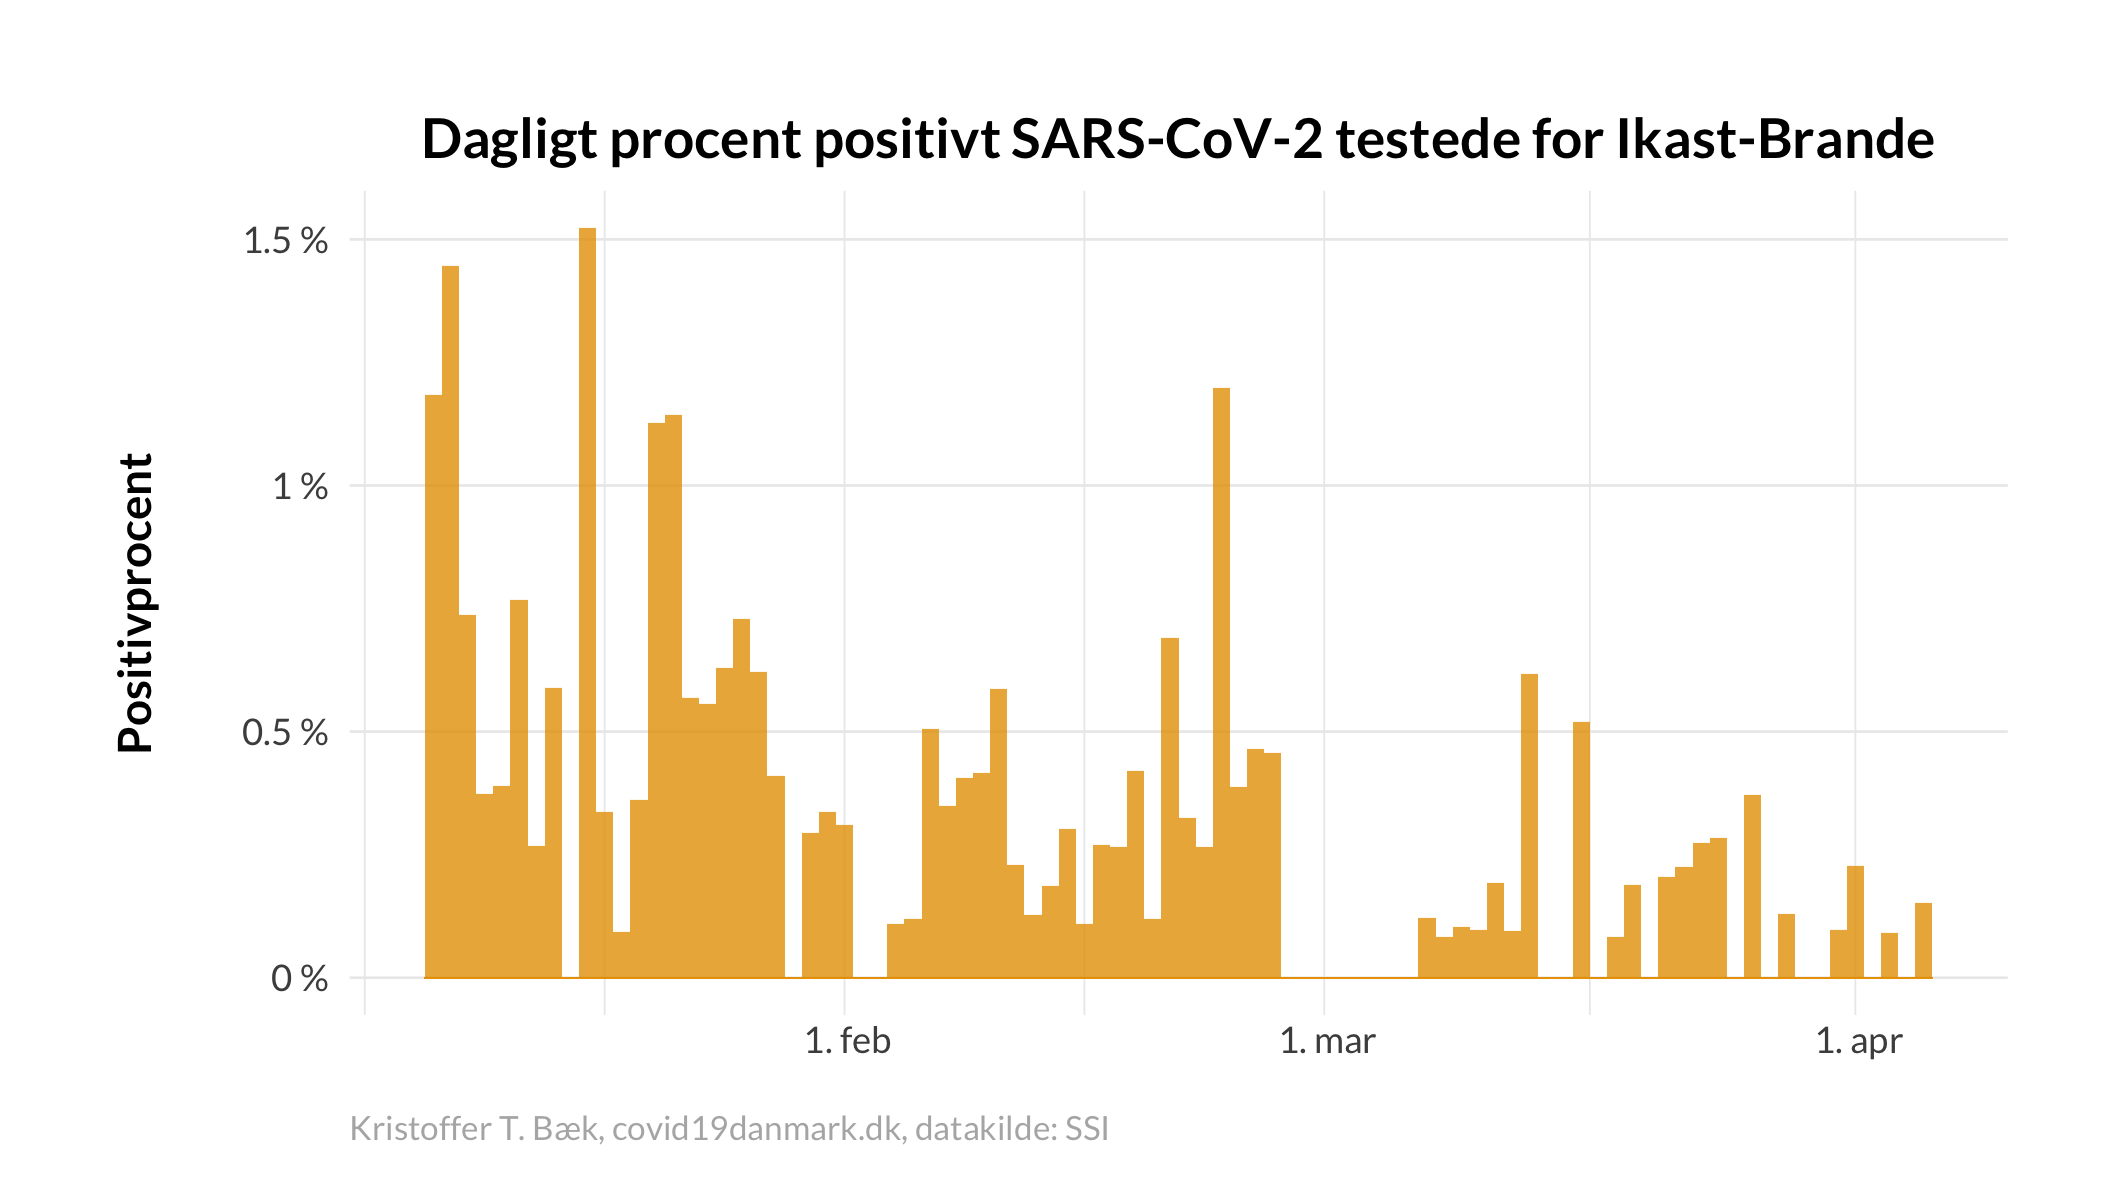 Dagligt procent positivt SARS-CoV-2 testede for Ikast-Brande
Positivprocent
1.5 %
1 %
0.5 %
0 %
1. feb
1. mar
1. apr
Kristoffer T. Bæk, covid19danmark.dk, datakilde: SSI